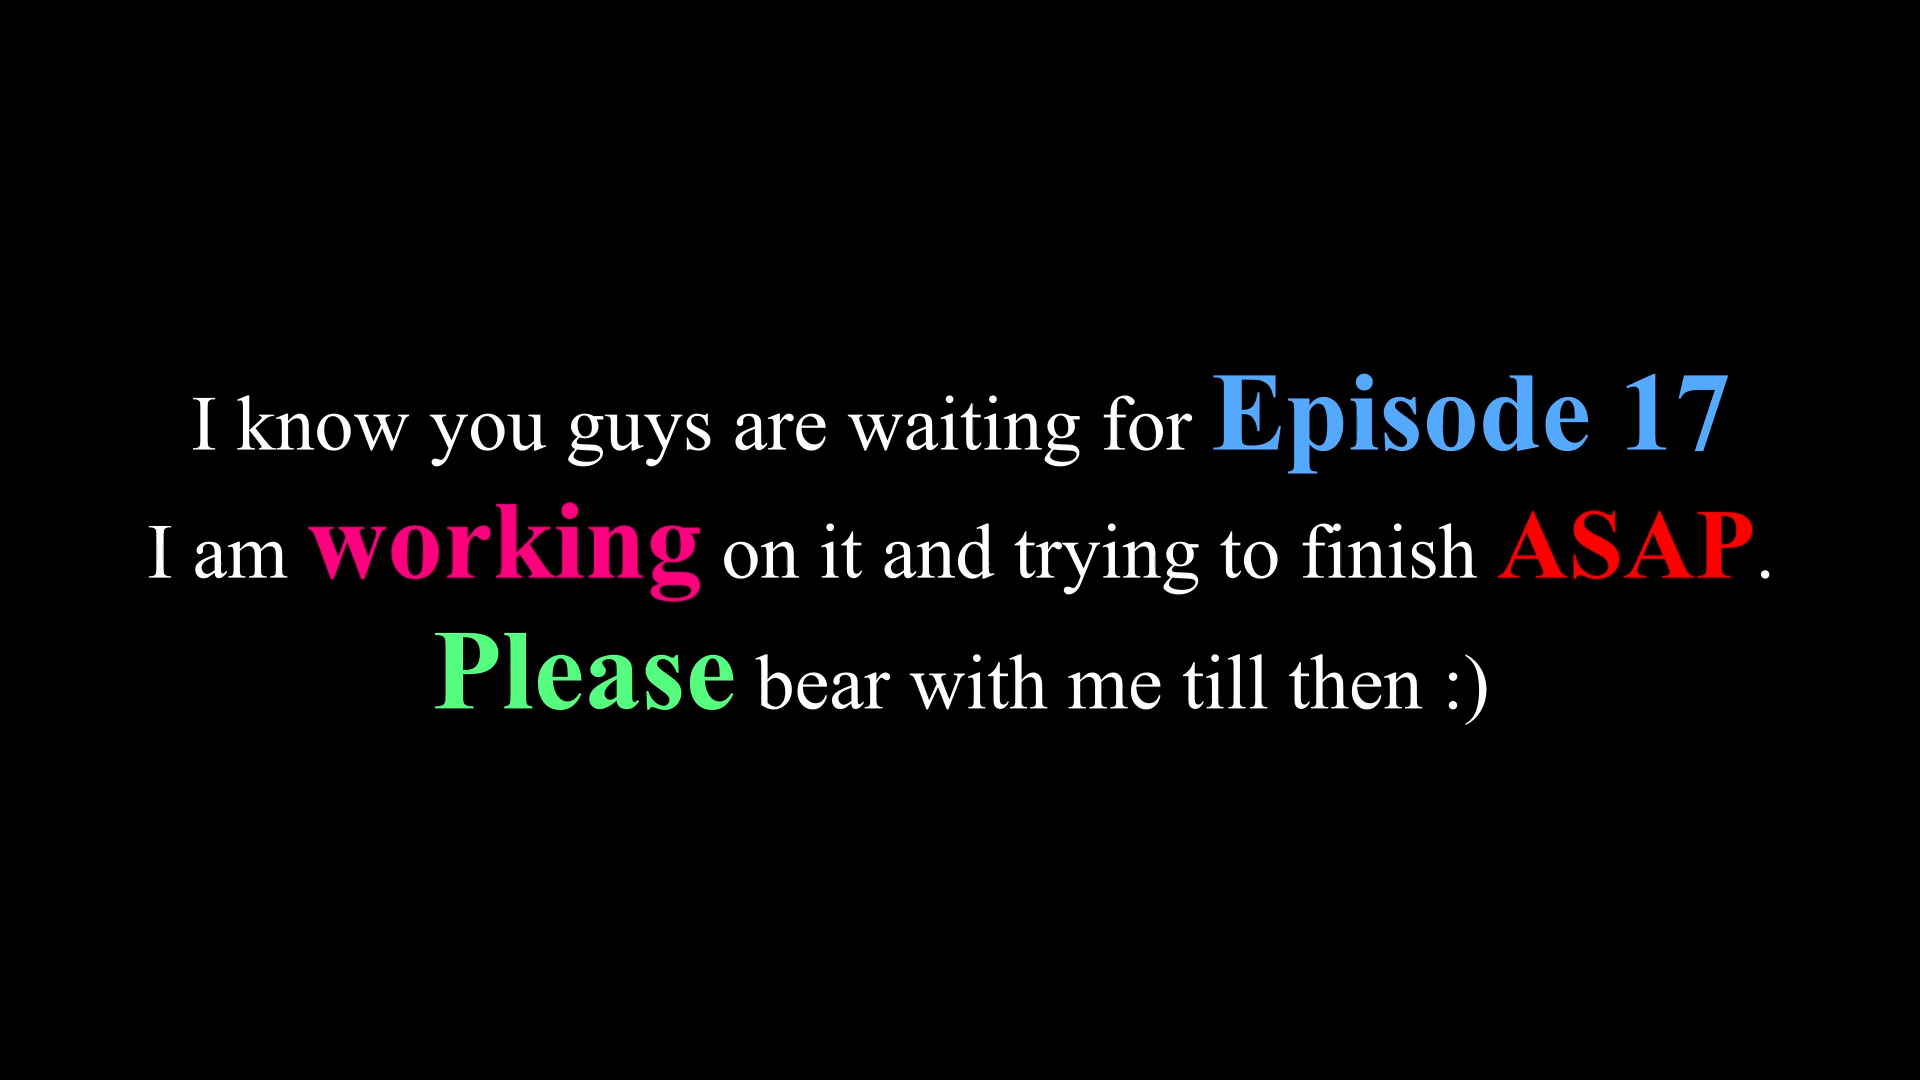 I know you guys are waiting for Episode 17
I am working on it and trying to finish ASAP.
Please bear with me till then :)